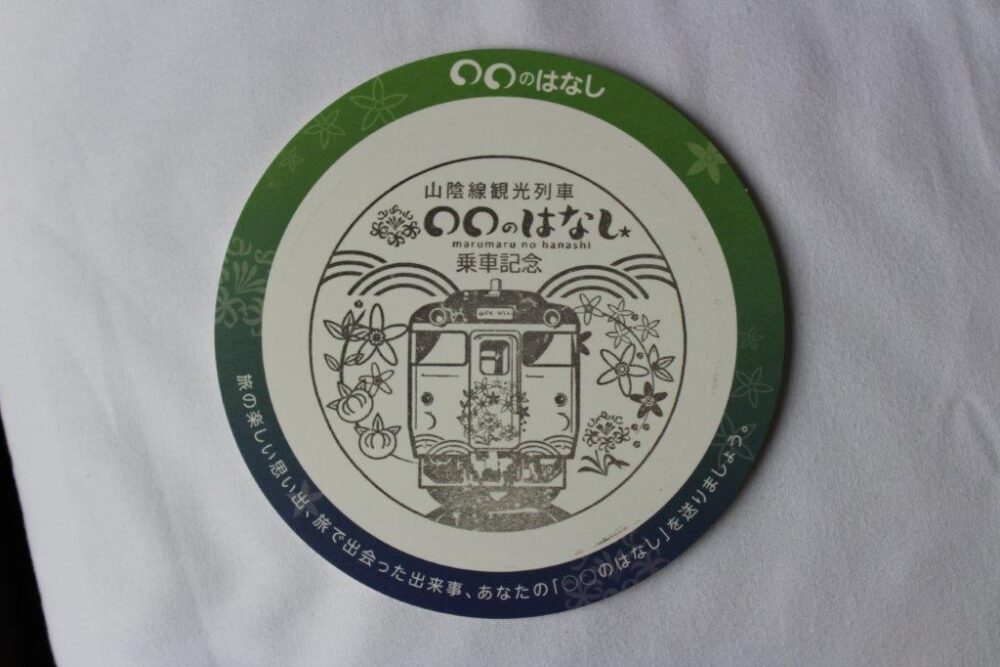 〇〇のはなし
山陰線観光列車
〇〇のはなし
marumaru no hanashi
乗車記念
旅の楽しい思い出、旅で出会った出来事、あなたの「〇〇のはなし」を送りましょう。